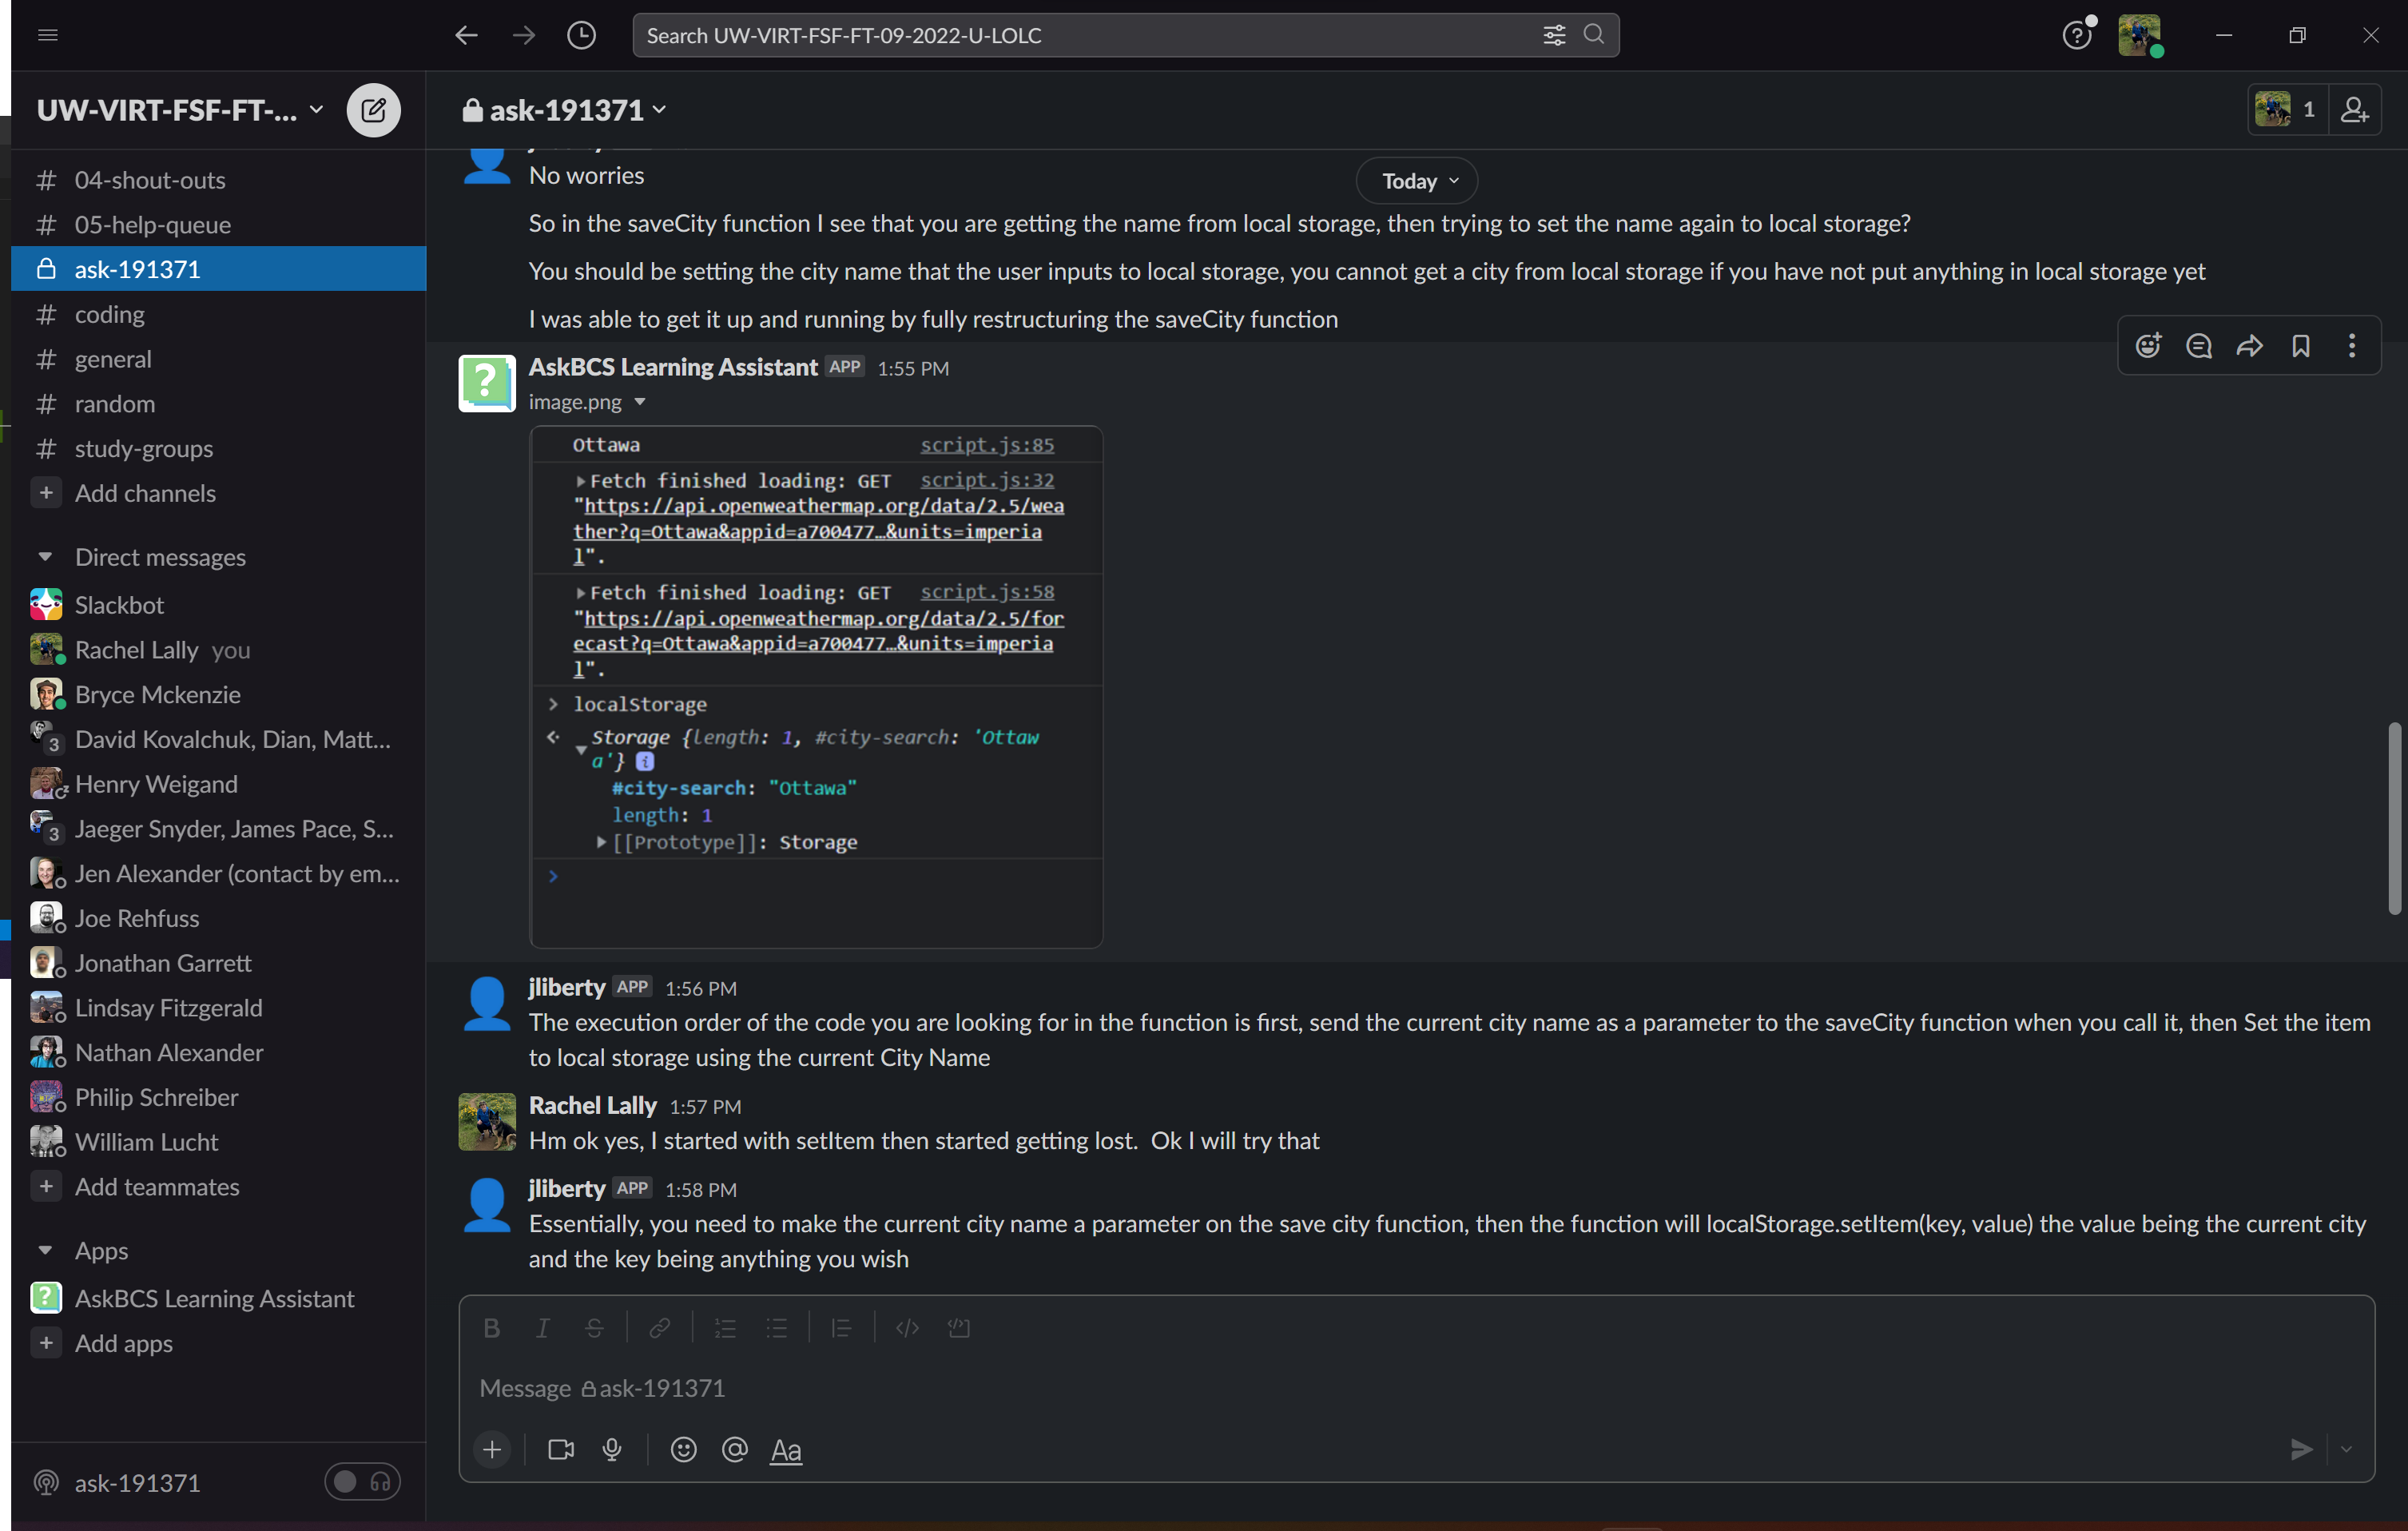 Search UW-VIRT-FSF-FT-09-2022-U-LOLC
UW-VIRT-FSF-FT-...
# 04-shout-outs
# 05-help-queue
ask-191371
# coding
# general
# random
# study-groups
+ Add channels
Direct messages
Slackbot
Rachel Lally you
Bryce Mckenzie
3 David Kovalchuk, Dian, Matt...
Henry Weigand
3 Jaeger Snyder, James Pace, S...
Jen Alexander (contact by em...
Joe Rehfuss
Jonathan Garrett
Lindsay Fitzgerald
Nathan Alexander
Philip Schreiber
William Lucht
+ Add teammates
Apps
AskBCS Learning Assistant
+ Add apps
ask-191371
ask-191371
1
No worries
Today
So in the saveCity function I see that you are getting the name from local storage, then trying to set the name again to local storage?
You should be setting the city name that the user inputs to local storage, you cannot get a city from local storage if you have not put anything in local storage yet
I was able to get it up and running by fully restructuring the saveCity function
AskBCS Learning Assistant APP 1:55 PM
image.png
Ottawa script.js:85
Fetch finished loading: GET script.js:32
"https://api.openweathermap.org/data/2.5/wea
ther?q=Ottawa&appid=a700477…&units=imperia
l".
Fetch finished loading: GET script.js:58
"https://api.openweathermap.org/data/2.5/for
ecast?q=Ottawa&appid=a700477…&units=imperia
l".
> localStorage
Storage {length: 1, #city-search: 'Ottaw
a'} i
#city-search: "Ottawa"
length: 1
[[Prototype]]: Storage
>
jliberty APP 1:56 PM
The execution order of the code you are looking for in the function is first, send the current city name as a parameter to the saveCity function when you call it, then Set the item
to local storage using the current City Name
Rachel Lally 1:57 PM
Hm ok yes, I started with setItem then started getting lost. Ok I will try that
jliberty APP 1:58 PM
Essentially, you need to make the current city name a parameter on the save city function, then the function will localStorage.setItem(key, value) the value being the current city
and the key being anything you wish
B I S
Message ask-191371
+ @ Aa